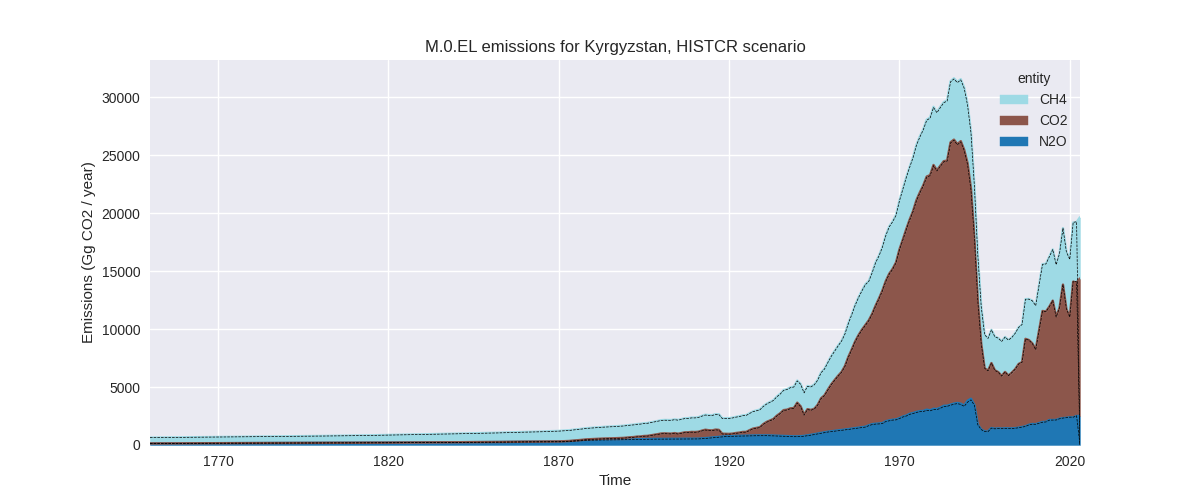 M.0.EL emissions for Kyrgyzstan, HISTCR scenario
entity
CH4
CO2
N2O
Emissions (Gg CO2 / year)
30000
25000
20000
15000
10000
5000
0
1770 1820 1870 1920 1970 2020
Time